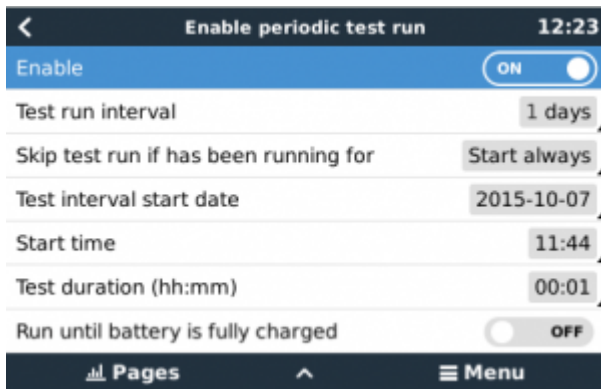 Enable periodic test run 12:23
Enable ON
Test run interval 1 days
Skip test run if has been running for Start always
Test interval start date 2015-10-07
Start time 11:44
Test duration (hh:mm) 00:01
Run until battery is fully charged OFF
Pages Menu